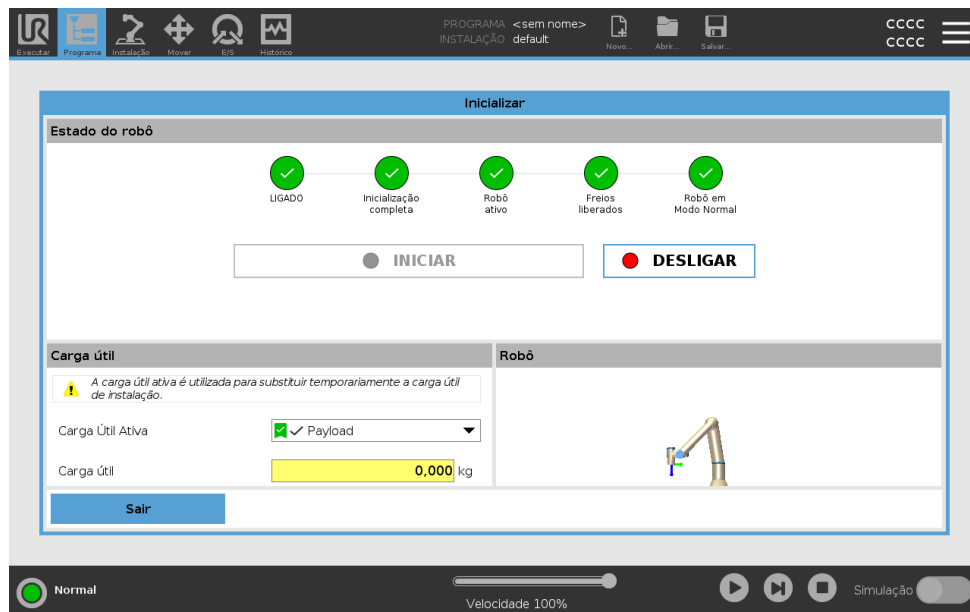 UR
Executar
Programa
Instalação
Mover
E/S
Histórico
PROGRAMA <sem nome>
INSTALAÇÃO default
Novo...
Abrir...
Salvar...
CCCC
CCCC
Inicializar
Estado do robô
LIGADO
Inicialização
completa
Robô
ativo
Freios
liberados
Robô em
Modo Normal
INICIAR
DESLIGAR
Carga útil
A carga útil ativa é utilizada para substituir temporariamente a carga útil
de instalação.
Carga Útil Ativa
Payload
Carga útil
0,000 kg
Robô
Sair
Normal
Velocidade 100%
Simulação